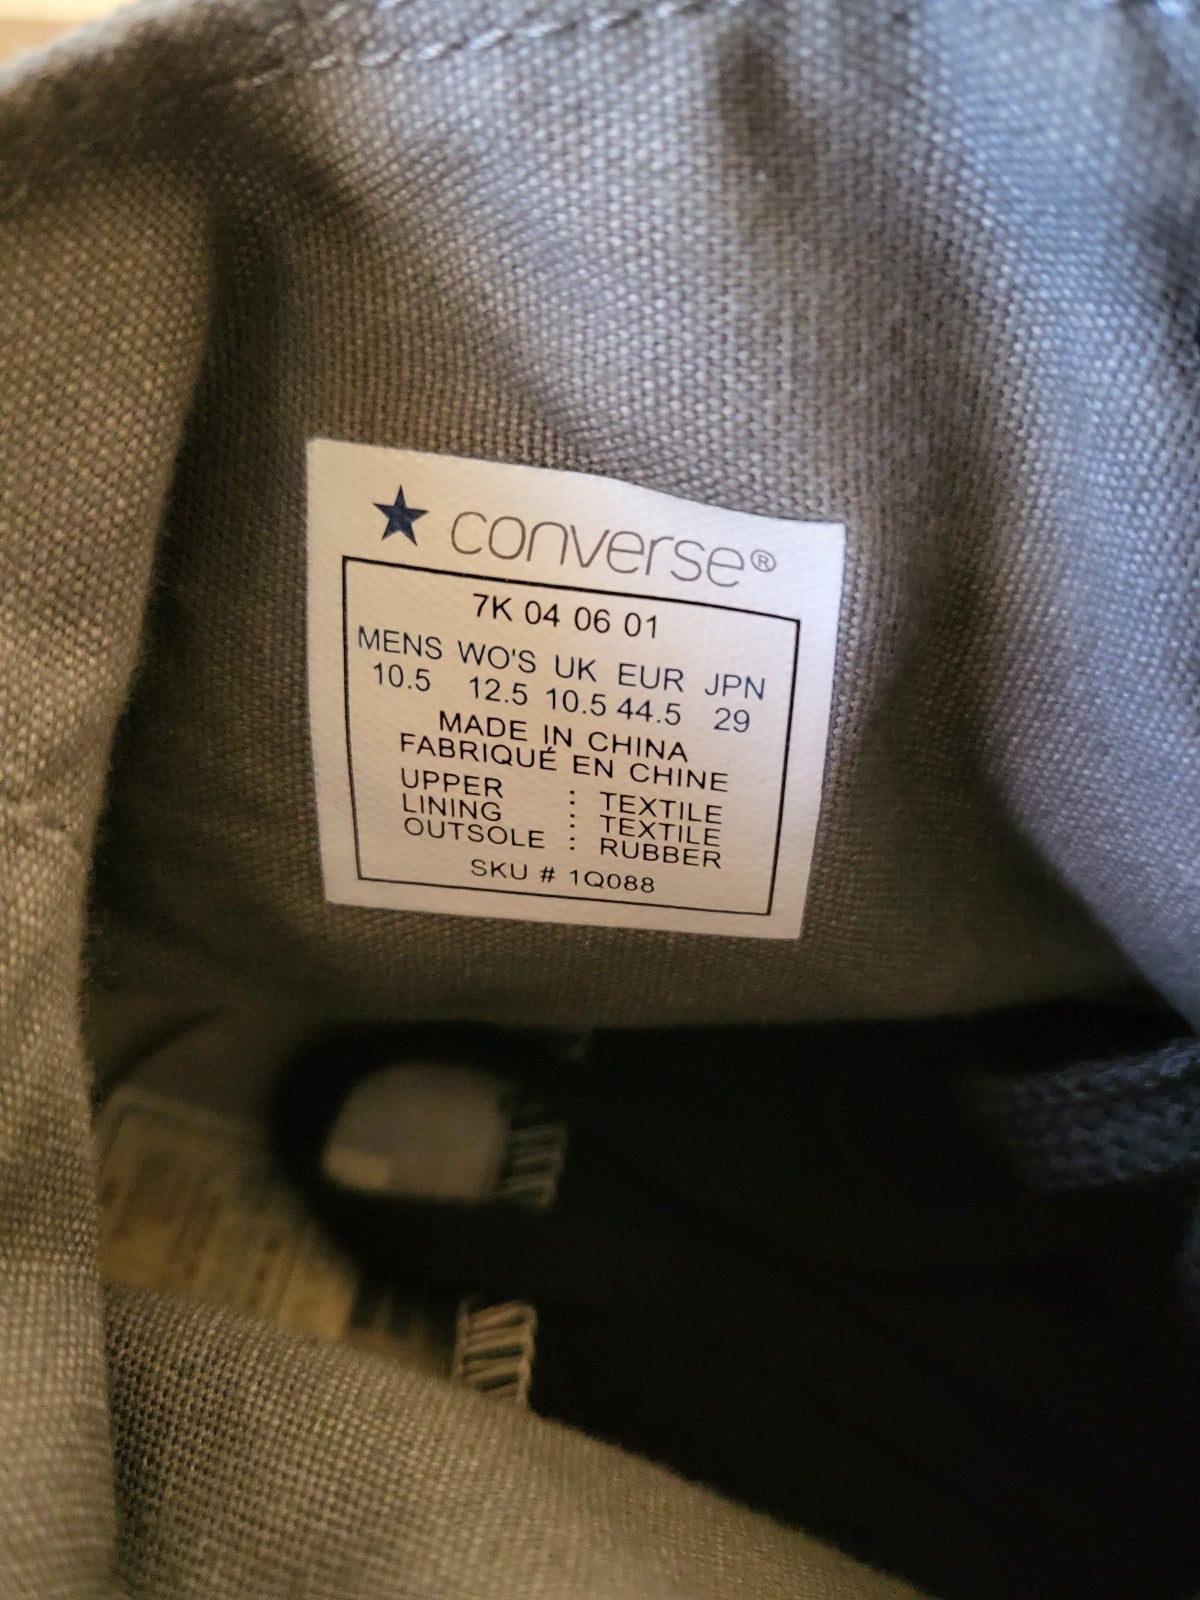 converse®
7K 04 06 01
MENS WO'S UK EUR JPN
10.5 12.5 10.5 44.5 29
MADE IN CHINA
FABRIQUÉ EN CHINE
UPPER : TEXTILE
LINING : TEXTILE
OUTSOLE : RUBBER
SKU # 1Q088